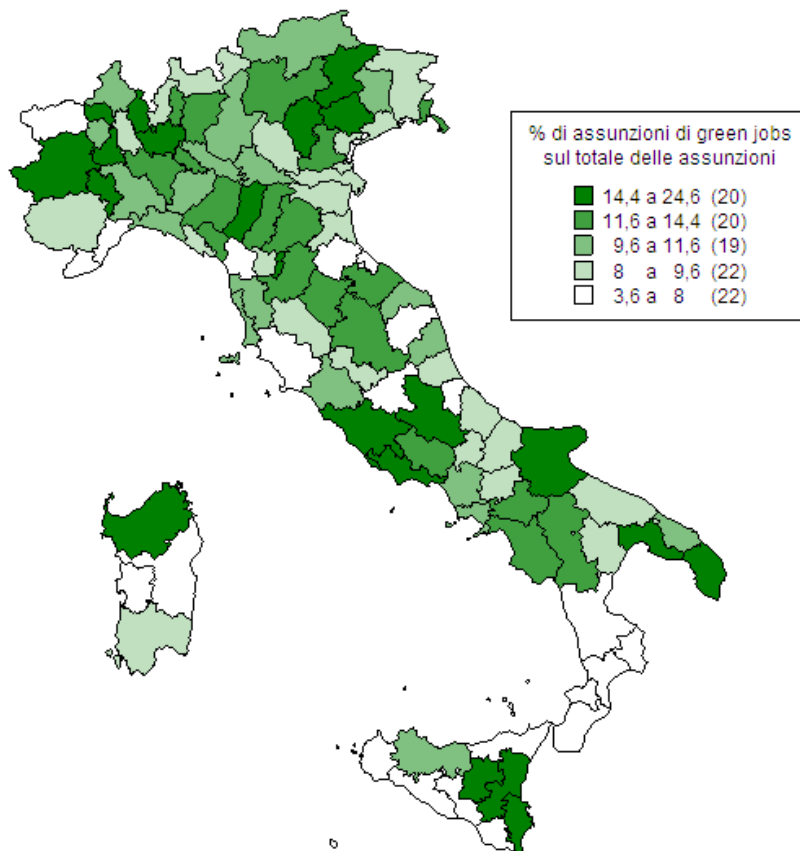 % di assunzioni di green jobs
sul totale delle assunzioni
14,4 a 24,6 (20)
11,6 a 14,4 (20)
9,6 a 11,6 (19)
8 a 9,6 (22)
3,6 a 8 (22)